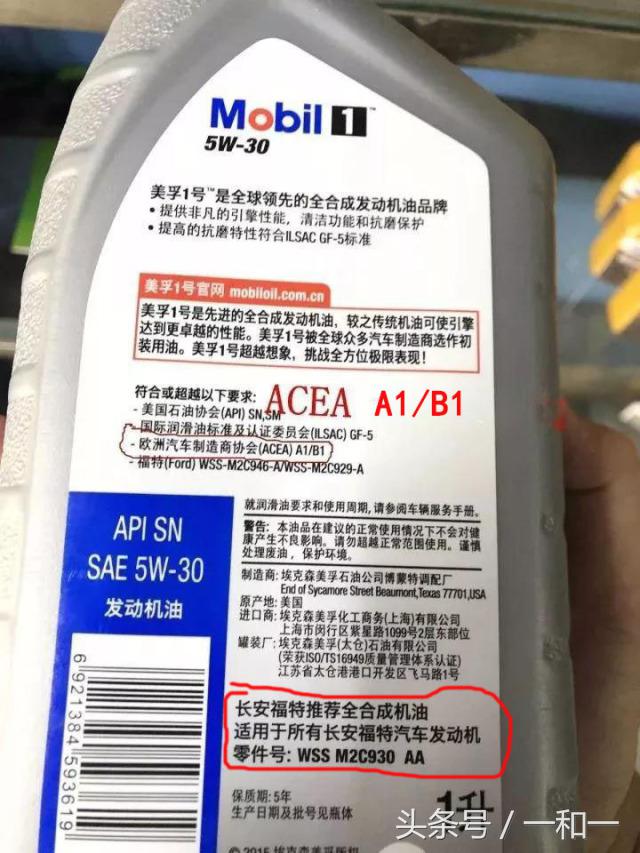 Mobil 1™
5W-30
美孚1号™是全球领先的全合成发动机油品牌
• 提供非凡的引擎性能，清洁功能和抗磨保护
• 提高的抗磨特性符合ILSAC GF-5标准
美孚1号官网 mobiloil.com.cn
美孚1号是先进的全合成发动机油，较之传统机油可使引擎
达到更卓越的性能。美孚1号被全球众多汽车制造商选作初
装用油。美孚1号超越想象，挑战全方位极限表现！
符合或超越以下要求：
ACEA A1/B1
- 美国石油协会(API) SN,SM
- 国际润滑油标准及认证委员会(ILSAC) GF-5
- 欧洲汽车制造商协会(ACEA) A1/B1
- 福特(Ford) WSS-M2C946-A/WSS-M2C929-A
API SN
SAE 5W-30
发动机油
就润滑油要求和使用周期，请参阅车辆服务手册。
警告：本油品在建议的正常使用情况下不会对健
康产生不良影响。请勿超越正常范围使用。谨慎
处理废油，保护环境。
制造商：埃克森美孚石油公司博蒙特调配厂
End of Sycamore Street Beaumont,Texas 77701,USA
原产地：美国
进口商：埃克森美孚化工商务(上海)有限公司
上海市闵行区紫星路1099号2层东部位
罐装厂：埃克森美孚(太仓)石油有限公司
(荣获ISO/TS16949质量管理体系认证)
江苏省太仓港港口开发区飞马路1号
长安福特推荐全合成机油
适用于所有长安福特汽车发动机
零件号：WSS M2C930 AA
6921384593619
保质期：5年
生产日期及批号见瓶体
1升
© 2015 埃克森美孚版权
头条号 / 一和一